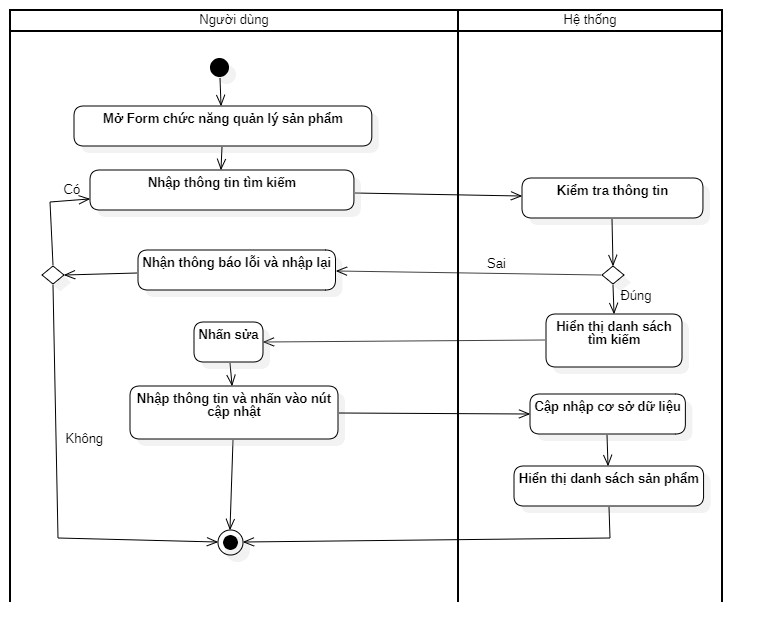 Người dùng
Hệ thống
Mở Form chức năng quản lý sản phẩm
Có
Nhập thông tin tìm kiếm
Kiểm tra thông tin
Nhận thông báo lỗi và nhập lại
Sai
Đúng
Nhấn sửa
Hiển thị danh sách
tìm kiếm
Nhập thông tin và nhấn vào nút
cập nhật
Cập nhập cơ sở dữ liệu
Không
Hiển thị danh sách sản phẩm